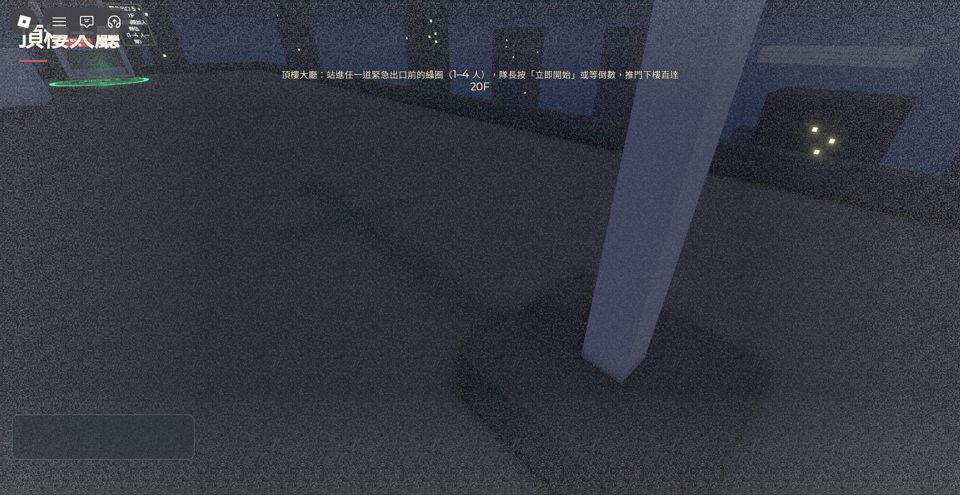 頂樓大廳
頂樓大廳：站進任一道緊急出口前的綠圈（1–4 人），隊長按「立即開始」或等倒數，推門下樓直達
20F